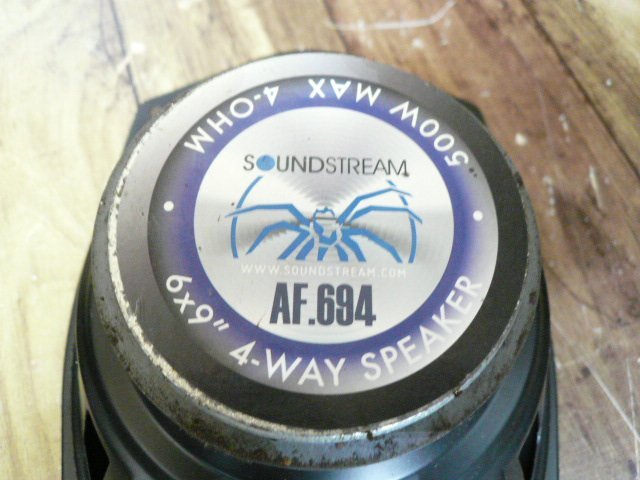 500W MAX 4-OHM
SOUNDSTREAM
WWW.SOUNDSTREAM.COM
AF.694
6x9" 4-WAY SPEAKER